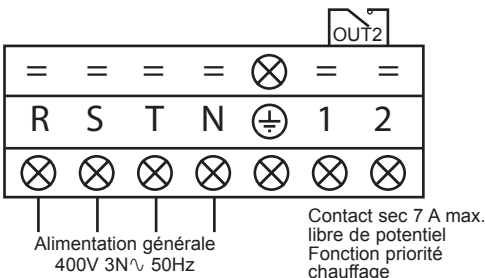 OUT2
R S T N 1 2
Alimentation générale
400V 3N∿ 50Hz
Contact sec 7 A max.
libre de potentiel
Fonction priorité
chauffage